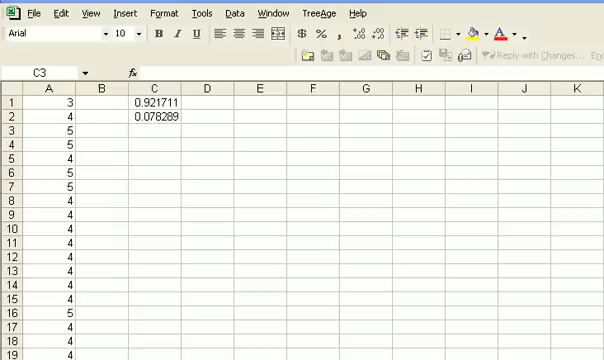 File Edit View Insert Format Tools Data Window TreeAge Help
Arial 10 B I U $ % , A
Reply with Changes...
C3 fx
A B C D E F G H I J K
1 3 0.921711
2 4 0.078289
3 5
4 5
5 4
6 5
7 5
8 4
9 4
10 4
11 4
12 4
13 4
14 4
15 4
16 5
17 4
18 4
19 4